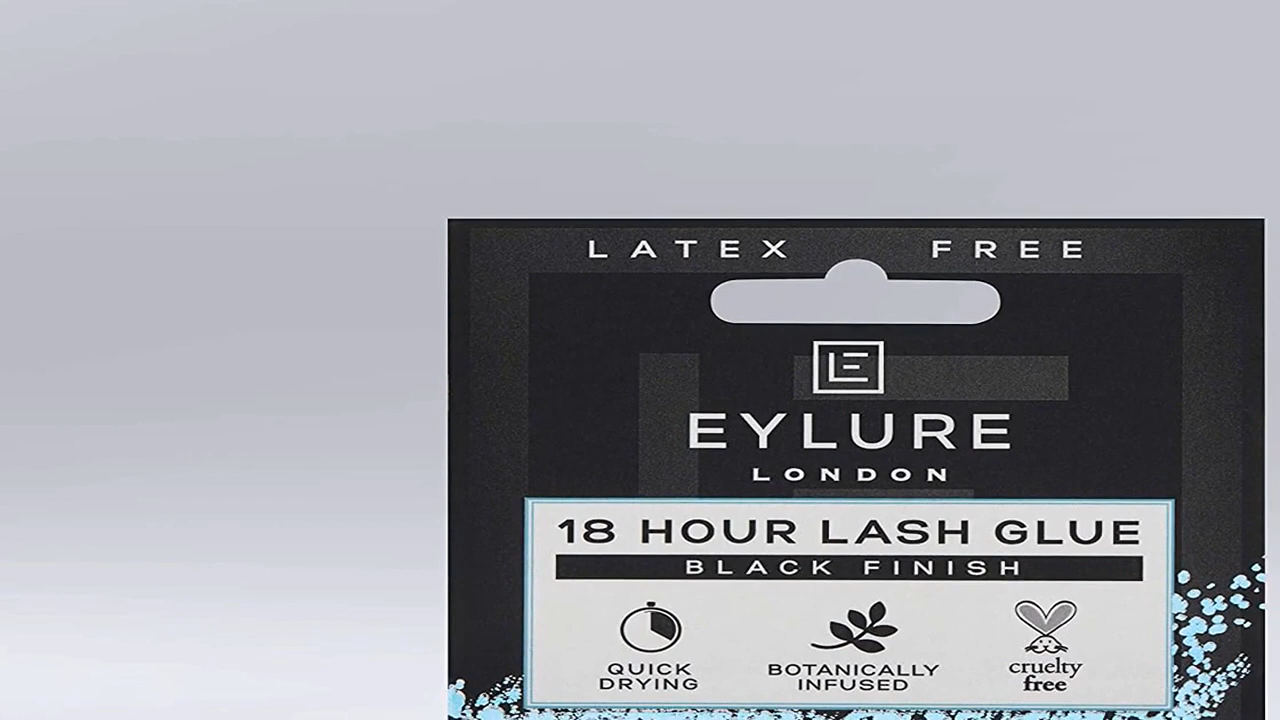 LATEX FREE
E
EYLURE
LONDON
18 HOUR LASH GLUE
BLACK FINISH
QUICK DRYING
BOTANICALLY INFUSED
cruelty free